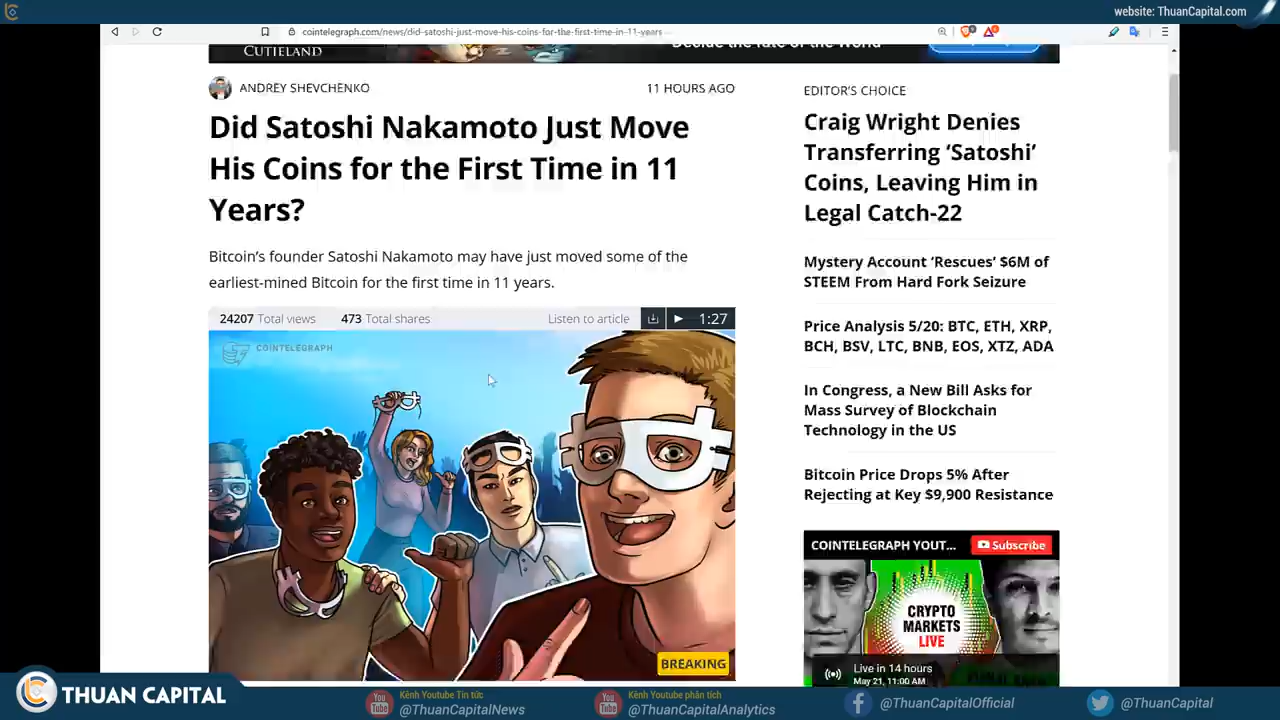 website: ThuanCapital.com
cointelegraph.com/news/did-satoshi-just-move-his-coins-for-the-first-time-in-11-years
CUTIELAND
Decide the fate of the World
ANDREY SHEVCHENKO
11 HOURS AGO
Did Satoshi Nakamoto Just Move
His Coins for the First Time in 11
Years?
Bitcoin's founder Satoshi Nakamoto may have just moved some of the
earliest-mined Bitcoin for the first time in 11 years.
24207 Total views
473 Total shares
Listen to article
1:27
COINTELEGRAPH
BREAKING
EDITOR'S CHOICE
Craig Wright Denies
Transferring ‘Satoshi’
Coins, Leaving Him in
Legal Catch-22
Mystery Account ‘Rescues’ $6M of
STEEM From Hard Fork Seizure
Price Analysis 5/20: BTC, ETH, XRP,
BCH, BSV, LTC, BNB, EOS, XTZ, ADA
In Congress, a New Bill Asks for
Mass Survey of Blockchain
Technology in the US
Bitcoin Price Drops 5% After
Rejecting at Key $9,900 Resistance
COINTELEGRAPH YOUT...
Subscribe
CRYPTO
MARKETS
LIVE
Live in 14 hours
May 21, 11:00 AM
THUAN CAPITAL
You
Tube
Kênh Youtube Tin tức
@ThuanCapitalNews
You
Tube
Kênh Youtube phân tích
@ThuanCapitalAnalytics
@ThuanCapitalOfficial
@ThuanCapital